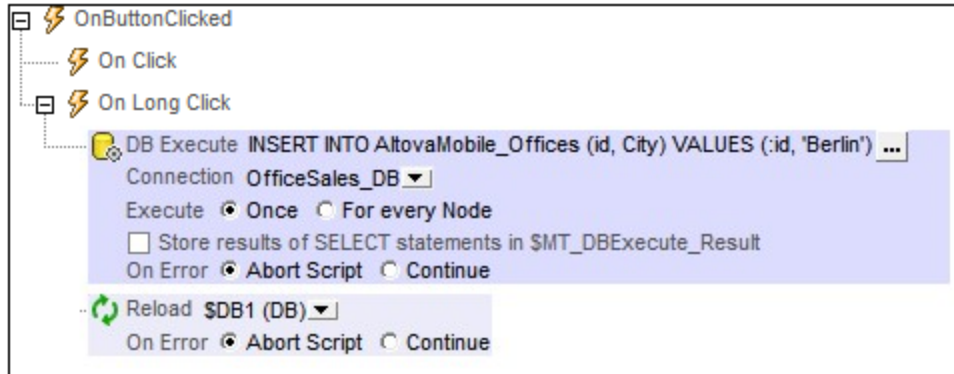 OnButtonClicked
On Click
On Long Click
DB Execute INSERT INTO AltovaMobile_Offices (id, City) VALUES (:id, 'Berlin') ...
Connection OfficeSales_DB
Execute Once For every Node
Store results of SELECT statements in $MT_DBExecute_Result
On Error Abort Script Continue
Reload $DB1 (DB)
On Error Abort Script Continue